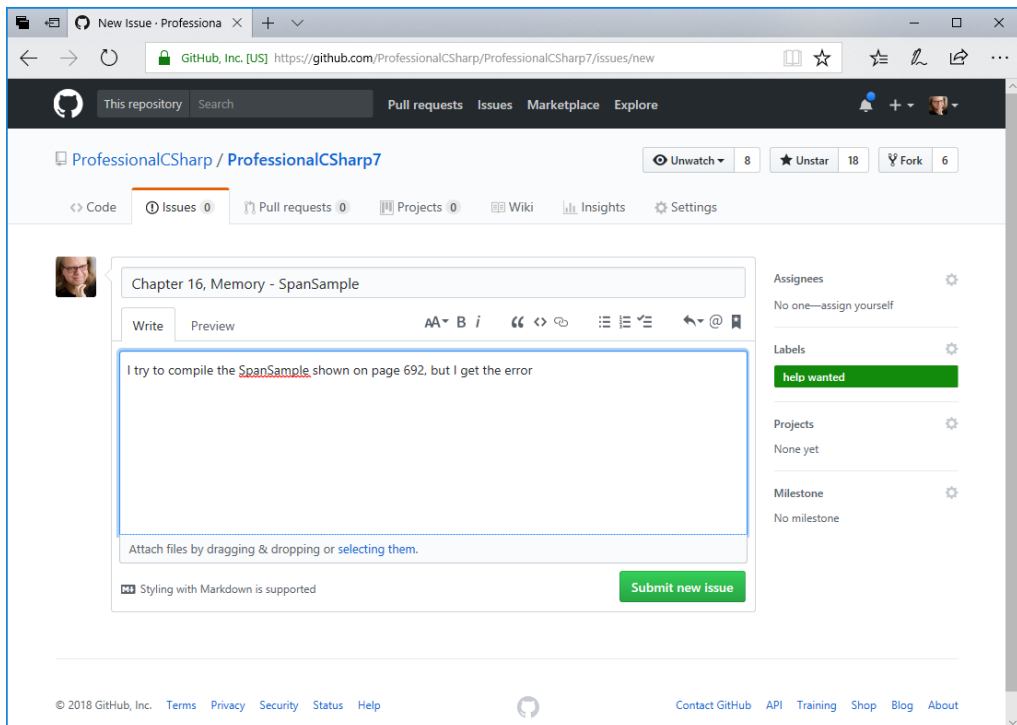 New Issue · Professiona
GitHub, Inc. [US] https://github.com/ProfessionalCSharp/ProfessionalCSharp7/issues/new
This repository Search Pull requests Issues Marketplace Explore
ProfessionalCSharp / ProfessionalCSharp7 Unwatch 8 Unstar 18 Fork 6
Code Issues 0 Pull requests 0 Projects 0 Wiki Insights Settings
Chapter 16, Memory - SpanSample
Write Preview AA B i
I try to compile the SpanSample shown on page 692, but I get the error
Attach files by dragging & dropping or selecting them.
Styling with Markdown is supported
Submit new issue
Assignees
No one—assign yourself
Labels
help wanted
Projects
None yet
Milestone
No milestone
© 2018 GitHub, Inc. Terms Privacy Security Status Help Contact GitHub API Training Shop Blog About